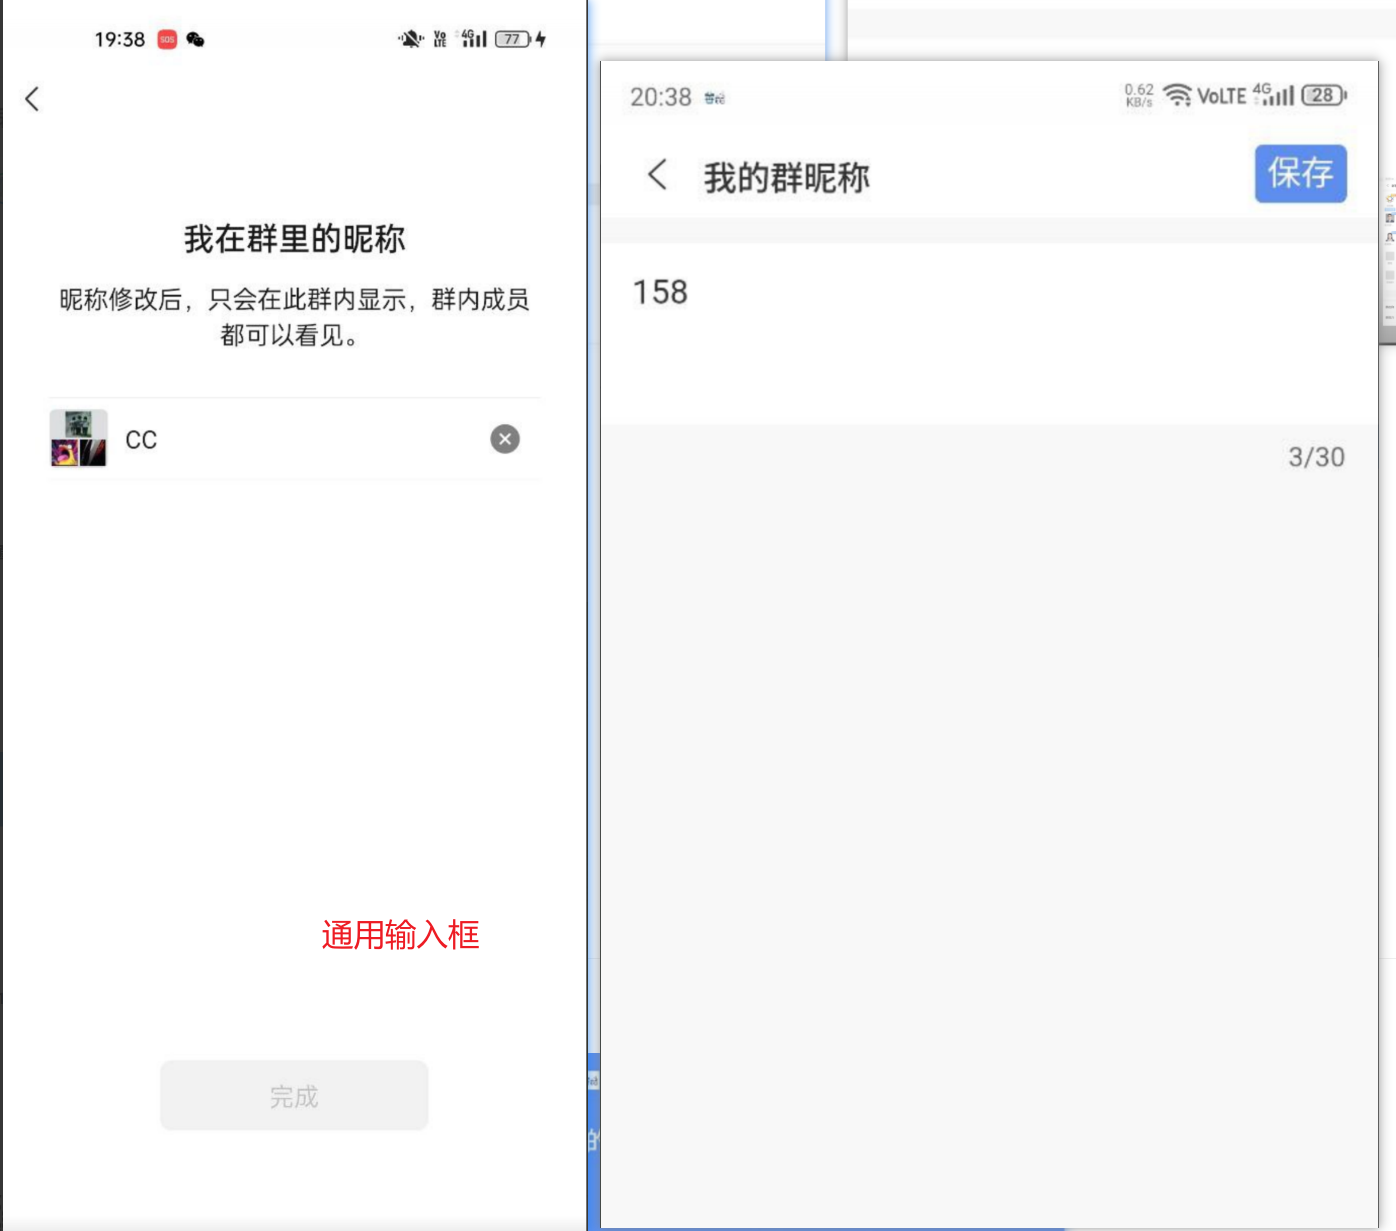 19:38
SOS
VoLTE 4G 77
我在群里的昵称
昵称修改后，只会在此群内显示，群内成员
都可以看见。
CC
通用输入框
完成
20:38
0.62 KB/s VoLTE 4G 28
我的群昵称
保存
158
3/30
的